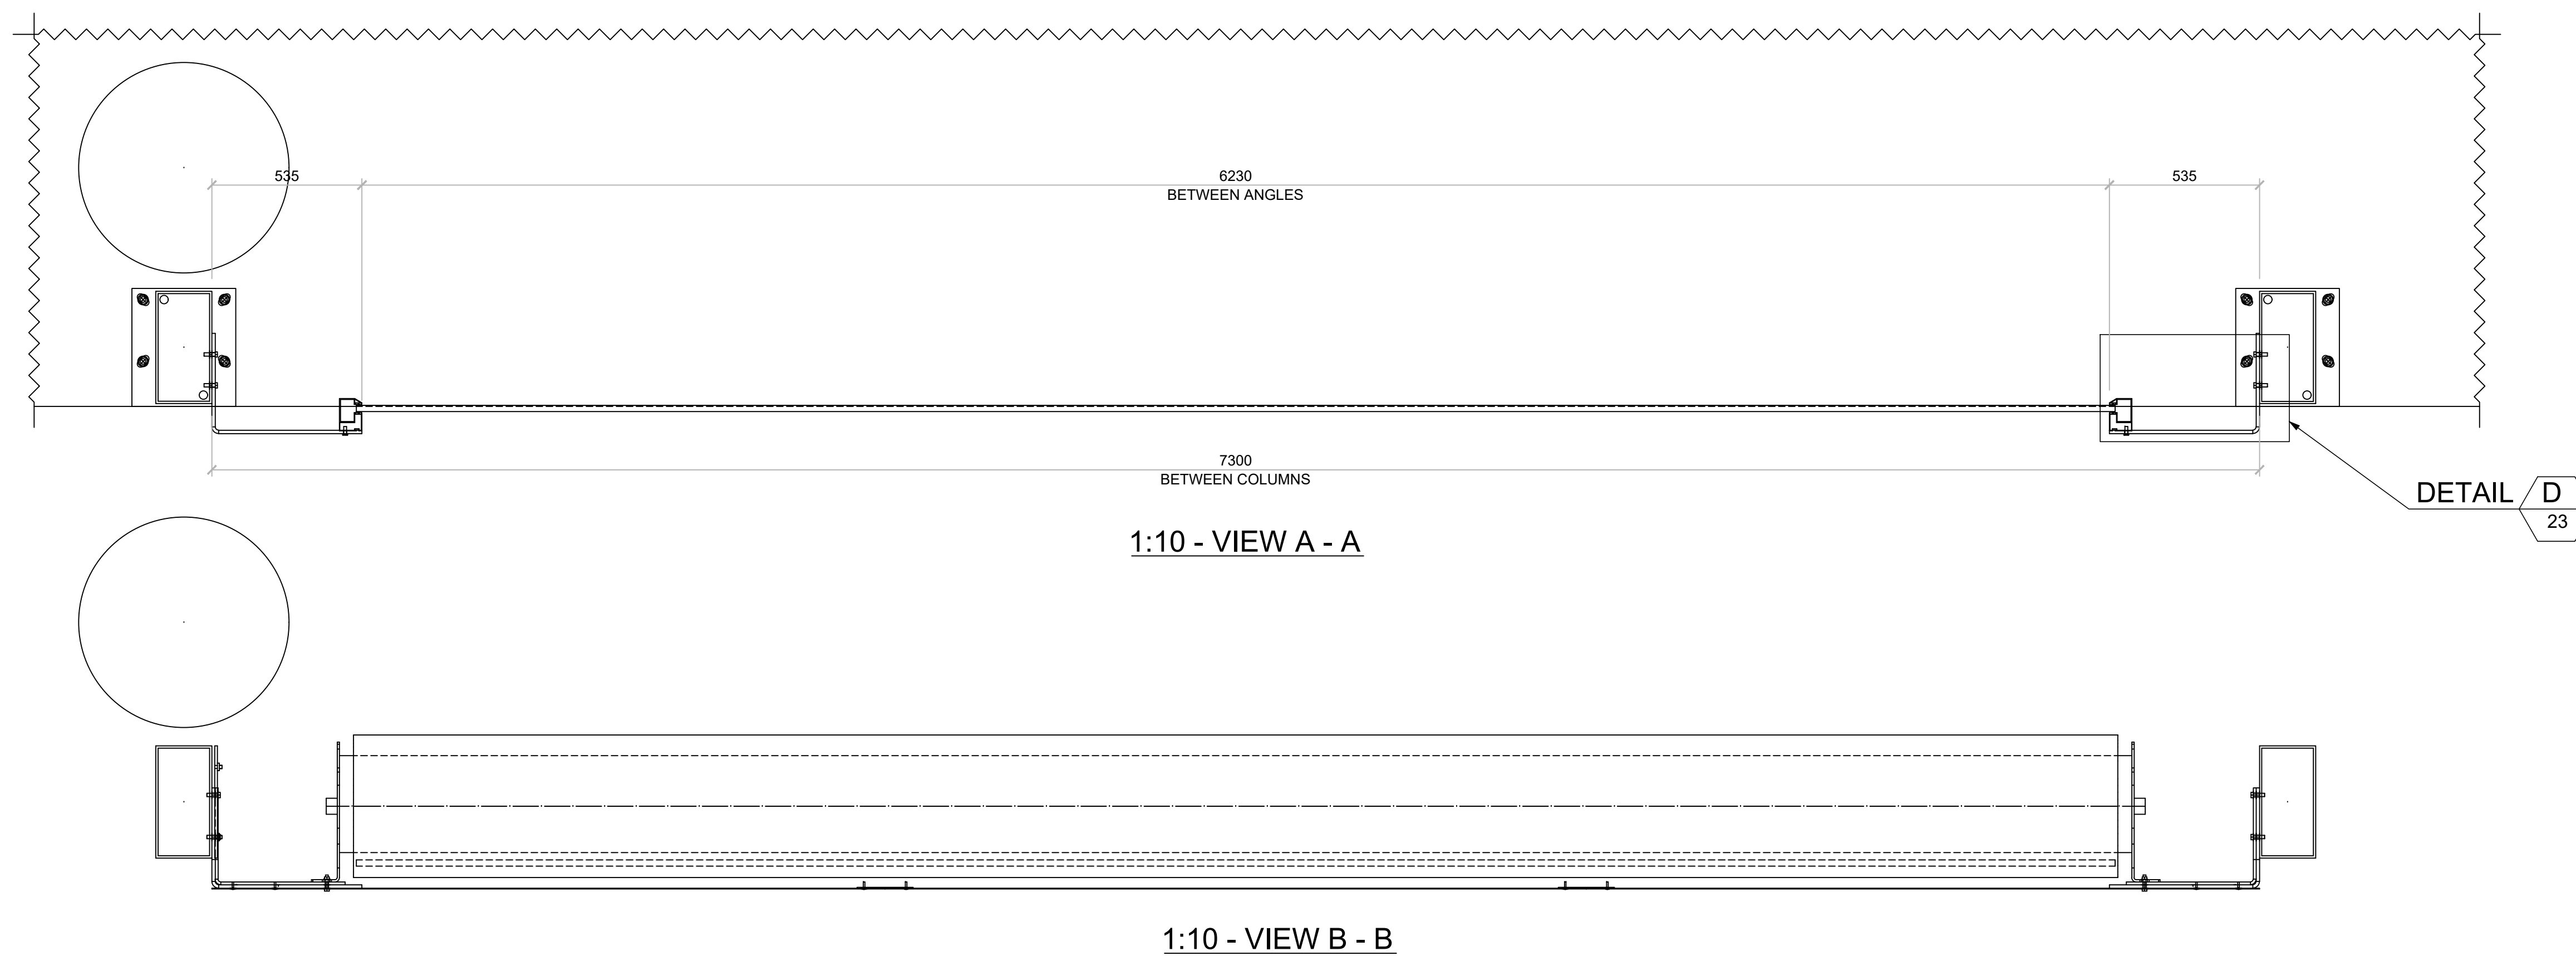 535
6230
BETWEEN ANGLES
535
7300
BETWEEN COLUMNS
DETAIL D
23
1:10 - VIEW A - A
1:10 - VIEW B - B